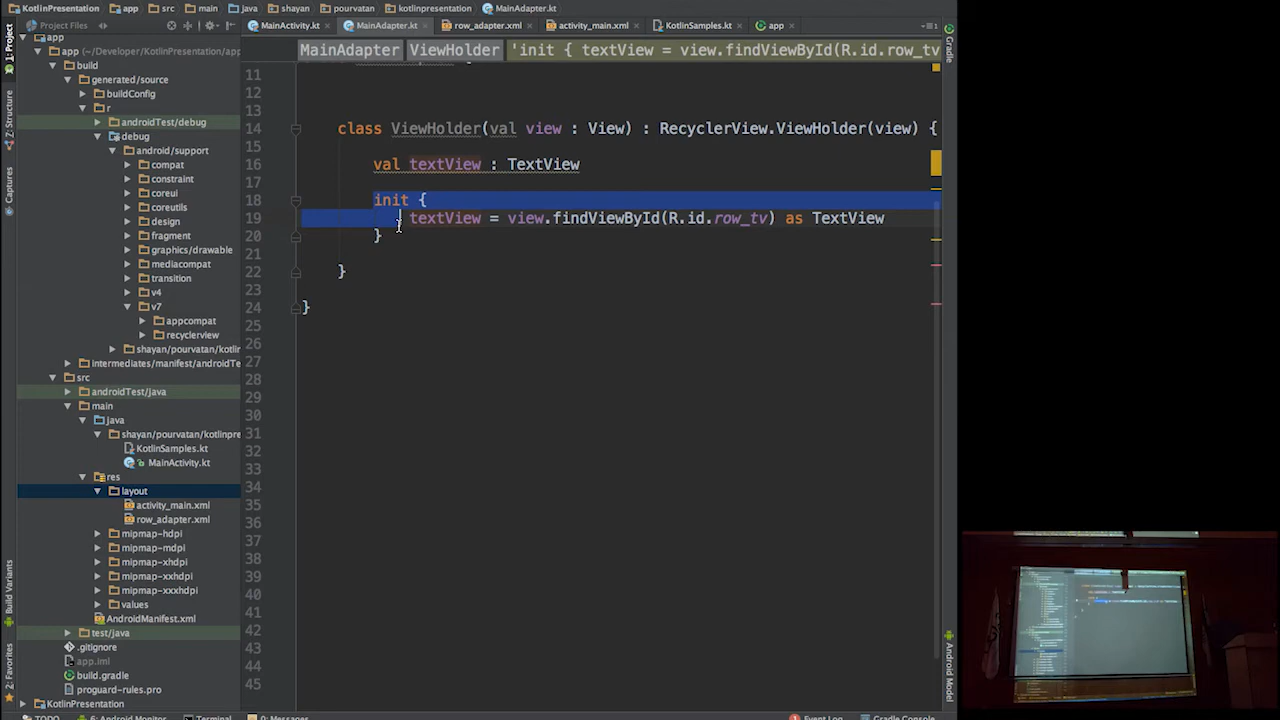 KotlinPresentation app src main java shayan pourvatan kotlinpresentation MainAdapter.kt
Project Files
MainActivity.kt MainAdapter.kt row_adapter.xml activity_main.xml KotlinSamples.kt app
MainAdapter ViewHolder 'init { textView = view.findViewById(R.id.row_tv
1: Project
Z: Structure
Captures
Build Variants
2: Favorites
Gradle
Android Model
app
app (~/Developer/KotlinPresentation/app
build
generated/source
buildConfig
r
androidTest/debug
debug
android/support
compat
constraint
coreui
coreutils
design
fragment
graphics/drawable
mediacompat
transition
v4
v7
appcompat
recyclerview
shayan/pourvatan/kotlin
intermediates/manifest/androidTe
src
androidTest/java
main
java
shayan/pourvatan/kotlinpre
KotlinSamples.kt
MainActivity.kt
res
layout
activity_main.xml
row_adapter.xml
mipmap-hdpi
mipmap-mdpi
mipmap-xhdpi
mipmap-xxhdpi
mipmap-xxxhdpi
values
AndroidManifest.xml
test/java
.gitignore
app.iml
build.gradle
proguard-rules.pro
KotlinPresentation
11
12
13
14 class ViewHolder(val view : View) : RecyclerView.ViewHolder(view) {
15
16 val textView : TextView
17
18 init {
19 textView = view.findViewById(R.id.row_tv) as TextView
20 }
21
22 }
23
24 }
25
26
27
28
29
30
31
32
33
34
35
36
37
38
39
40
41
42
43
44
45
TODO 6: Android Monitor Terminal 0: Messages Event Log Gradle Console